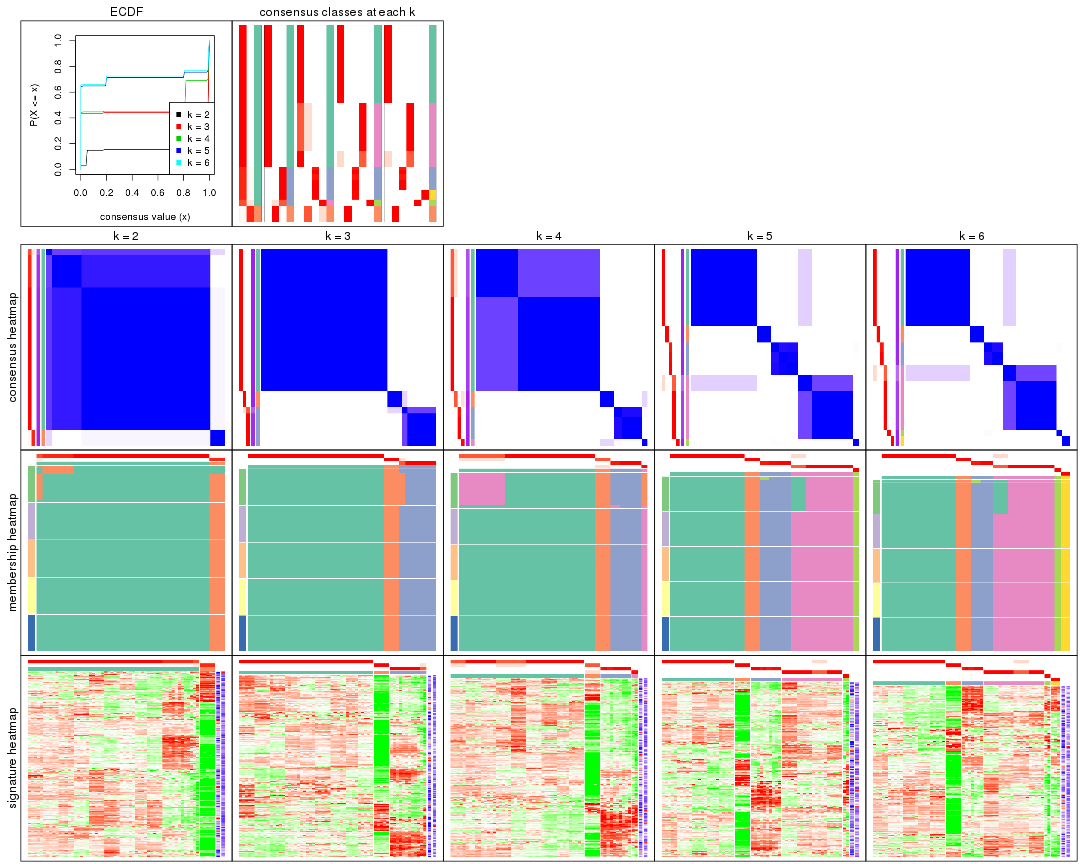 ECDF
consensus classes at each k
P(X <= x)
1.0
0.8
0.6
0.4
0.2
0.0
k = 2
k = 3
k = 4
k = 5
k = 6
0.0 0.2 0.4 0.6 0.8 1.0
consensus value (x)
k = 2
k = 3
k = 4
k = 5
k = 6
consensus heatmap
membership heatmap
signature heatmap